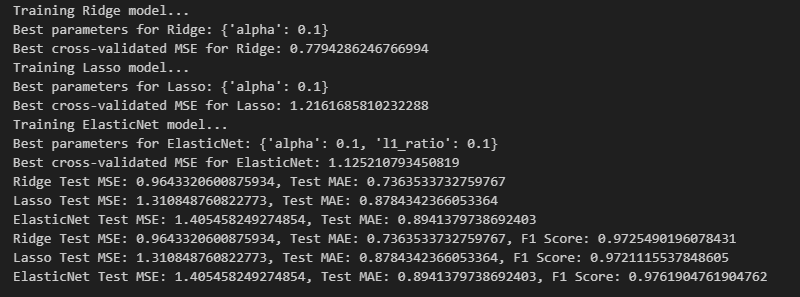 Training Ridge model...
Best parameters for Ridge: {'alpha': 0.1}
Best cross-validated MSE for Ridge: 0.7794286246766994
Training Lasso model...
Best parameters for Lasso: {'alpha': 0.1}
Best cross-validated MSE for Lasso: 1.2161685810232288
Training ElasticNet model...
Best parameters for ElasticNet: {'alpha': 0.1, 'l1_ratio': 0.1}
Best cross-validated MSE for ElasticNet: 1.125210793450819
Ridge Test MSE: 0.9643320600875934, Test MAE: 0.7363533732759767
Lasso Test MSE: 1.310848760822773, Test MAE: 0.8784342366053364
ElasticNet Test MSE: 1.405458249274854, Test MAE: 0.8941379738692403
Ridge Test MSE: 0.9643320600875934, Test MAE: 0.7363533732759767, F1 Score: 0.9725490196078431
Lasso Test MSE: 1.310848760822773, Test MAE: 0.8784342366053364, F1 Score: 0.9721115537848605
ElasticNet Test MSE: 1.405458249274854, Test MAE: 0.8941379738692403, F1 Score: 0.9761904761904762